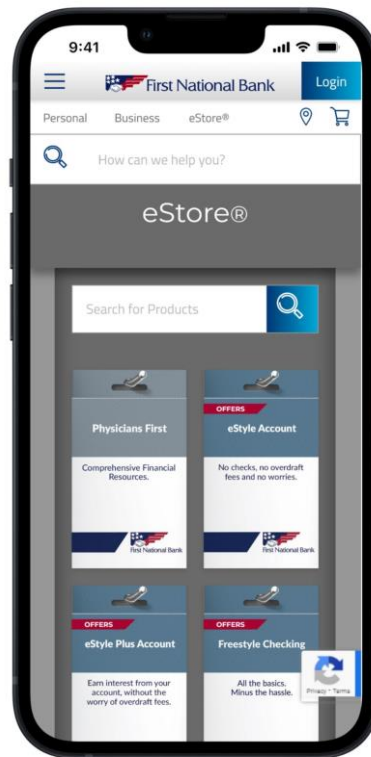 9:41
First National Bank
Login
Personal Business eStore®
How can we help you?
eStore®
Search for Products
Physicians First
Comprehensive Financial
Resources.
First National Bank
OFFERS
eStyle Account
No checks, no overdraft
fees and no worries.
First National Bank
OFFERS
eStyle Plus Account
Earn interest from your
account, without the
worry of overdraft fees.
OFFERS
Freestyle Checking
All the basics.
Minus the hassle.
Privacy - Terms